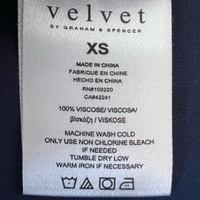 velvet
BY GRAHAM & SPENCER
XS
MADE IN CHINA
FABRIQUE EN CHINE
HECHO EN CHINA
RN#109220
CA#42241
100% VISCOSE/ VISCOSA/
βισκόζη / VISKOSE
MACHINE WASH COLD
ONLY USE NON CHLORINE BLEACH
IF NEEDED
TUMBLE DRY LOW
WARM IRON IF NECESSARY